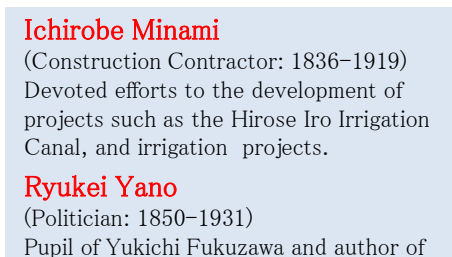 Ichirobe Minami
(Construction Contractor: 1836-1919)
Devoted efforts to the development of
projects such as the Hirose Iro Irrigation
Canal, and irrigation projects.
Ryukei Yano
(Politician: 1850-1931)
Pupil of Yukichi Fukuzawa and author of